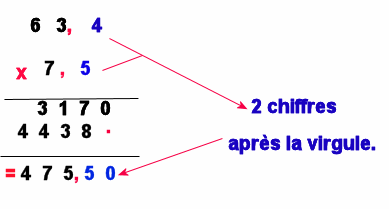 6 3, 4
x 7, 5
3 1 7 0
4 4 3 8 .
= 4 7 5, 5 0
2 chiffres
après la virgule.